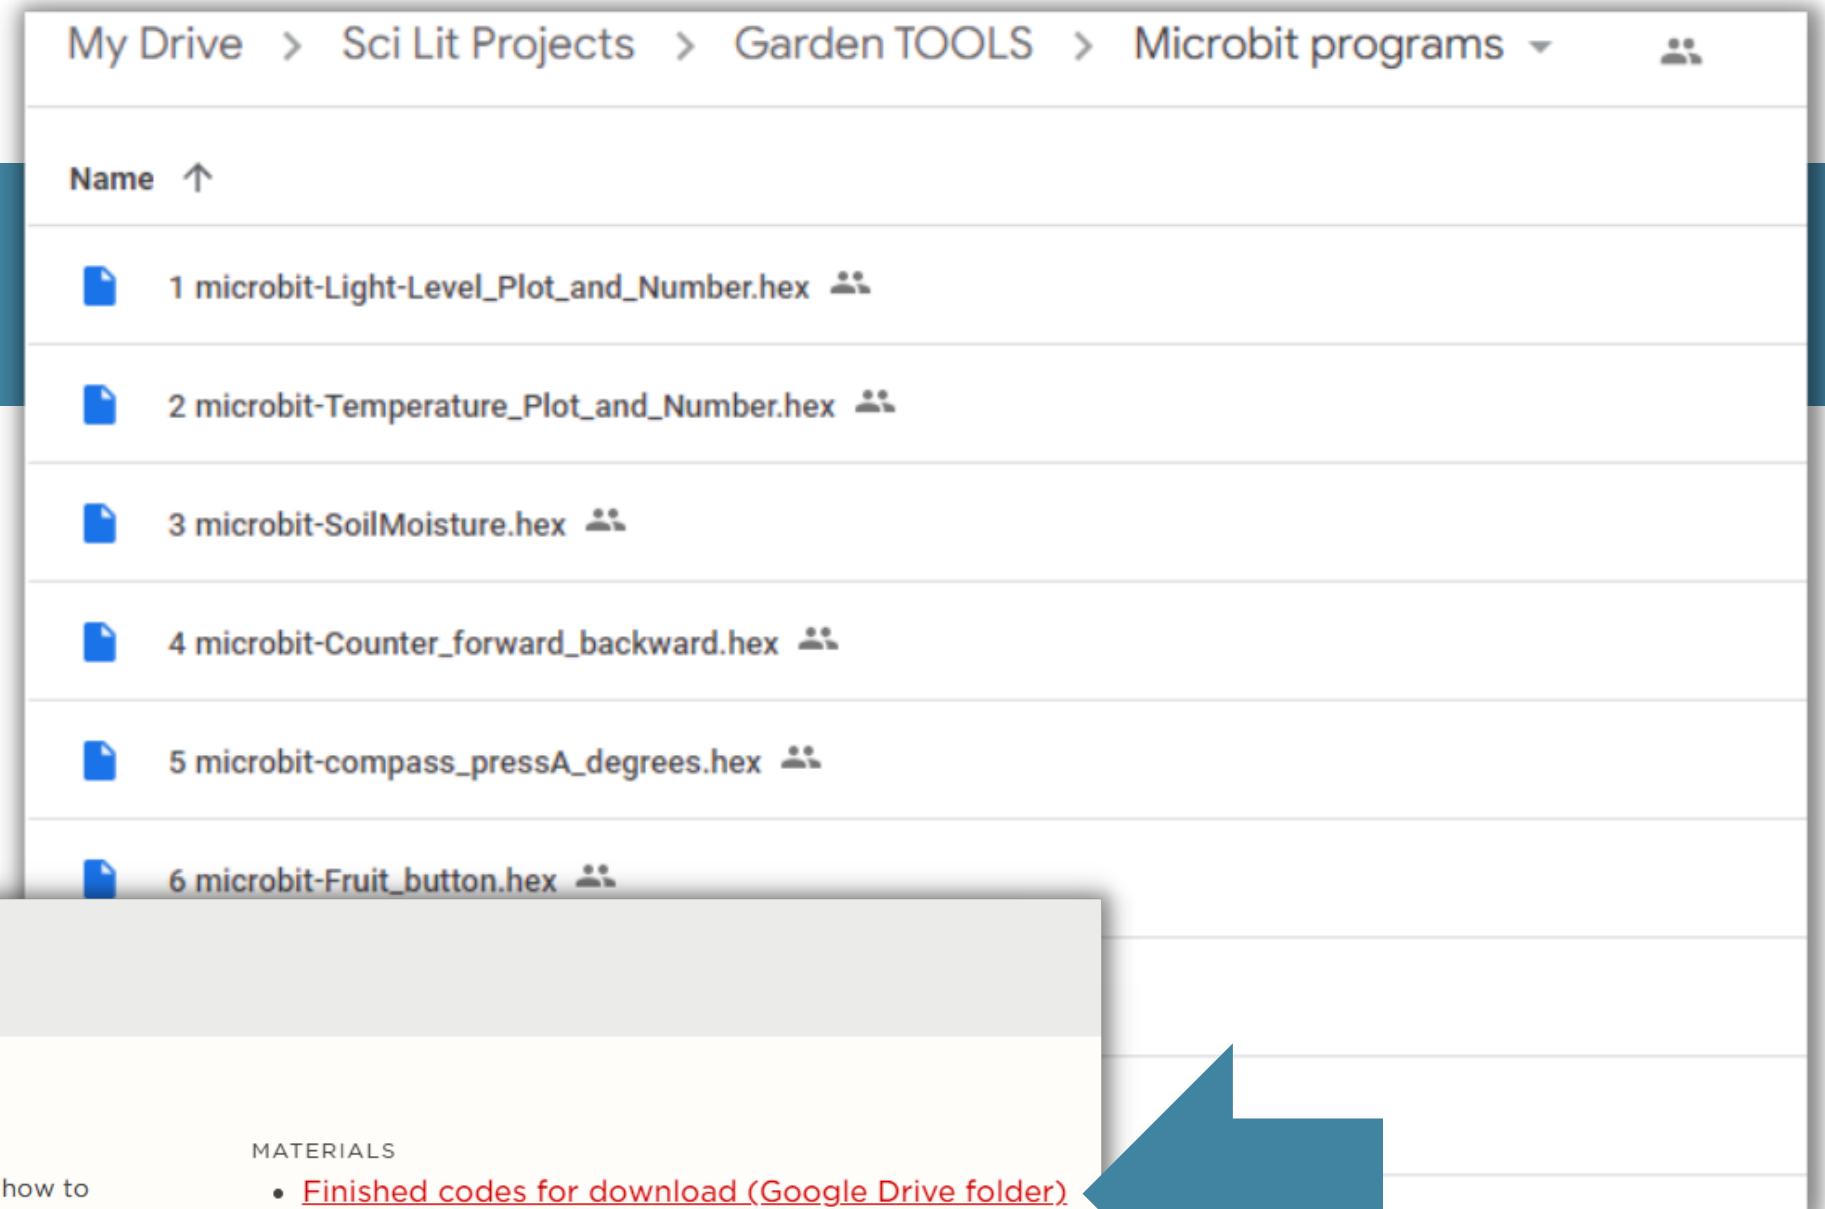 My Drive > Sci Lit Projects > Garden TOOLS > Microbit programs
Name
1 microbit-Light-Level_Plot_and_Number.hex
2 microbit-Temperature_Plot_and_Number.hex
3 microbit-SoilMoisture.hex
4 microbit-Counter_forward_backward.hex
5 microbit-compass_pressA_degrees.hex
6 microbit-Fruit_button.hex
MATERIALS
how to
• Finished codes for download (Google Drive folder)